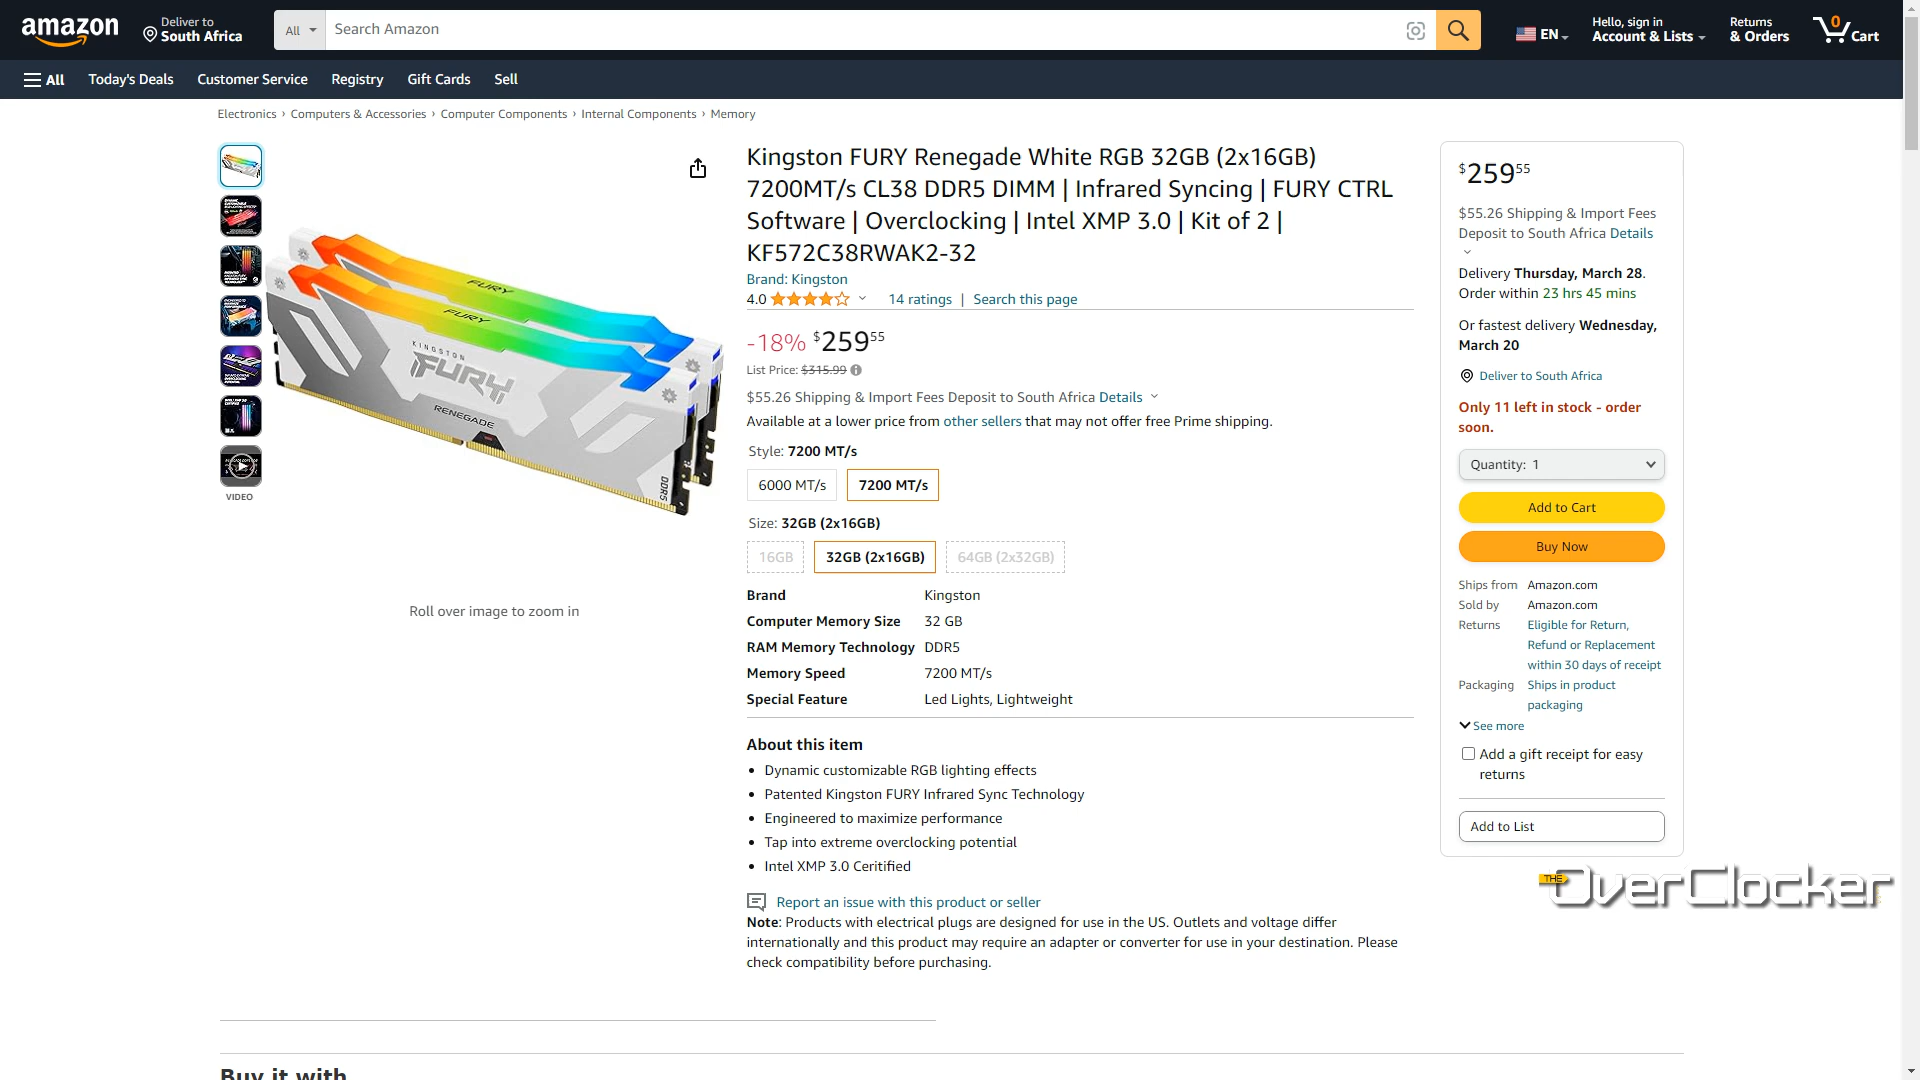 amazon
Deliver to
South Africa
All
Search Amazon
EN
Hello, sign in
Account & Lists
Returns
& Orders
0
Cart
All
Today's Deals
Customer Service
Registry
Gift Cards
Sell
Electronics › Computers & Accessories › Computer Components › Internal Components › Memory
VIDEO
KINGSTON
FURY
RENEGADE
FURY
FURY
DDR5
Roll over image to zoom in
Kingston FURY Renegade White RGB 32GB (2x16GB)
7200MT/s CL38 DDR5 DIMM | Infrared Syncing | FURY CTRL
Software | Overclocking | Intel XMP 3.0 | Kit of 2 |
KF572C38RWAK2-32
Brand: Kingston
4.0
14 ratings | Search this page
-18% $259 55
List Price: $315.99
$55.26 Shipping & Import Fees Deposit to South Africa Details
Available at a lower price from other sellers that may not offer free Prime shipping.
Style: 7200 MT/s
6000 MT/s
7200 MT/s
Size: 32GB (2x16GB)
16GB
32GB (2x16GB)
64GB (2x32GB)
Brand Kingston
Computer Memory Size 32 GB
RAM Memory Technology DDR5
Memory Speed 7200 MT/s
Special Feature Led Lights, Lightweight
About this item
• Dynamic customizable RGB lighting effects
• Patented Kingston FURY Infrared Sync Technology
• Engineered to maximize performance
• Tap into extreme overclocking potential
• Intel XMP 3.0 Ceritified
Report an issue with this product or seller
Note: Products with electrical plugs are designed for use in the US. Outlets and voltage differ
internationally and this product may require an adapter or converter for use in your destination. Please
check compatibility before purchasing.
$259 55
$55.26 Shipping & Import Fees
Deposit to South Africa Details
Delivery Thursday, March 28.
Order within 23 hrs 45 mins
Or fastest delivery Wednesday,
March 20
Deliver to South Africa
Only 11 left in stock - order
soon.
Quantity: 1
Add to Cart
Buy Now
Ships from Amazon.com
Sold by Amazon.com
Returns Eligible for Return,
Refund or Replacement
within 30 days of receipt
Packaging Ships in product
packaging
See more
Add a gift receipt for easy
returns
Add to List
THE
OverClocker
Buy it with